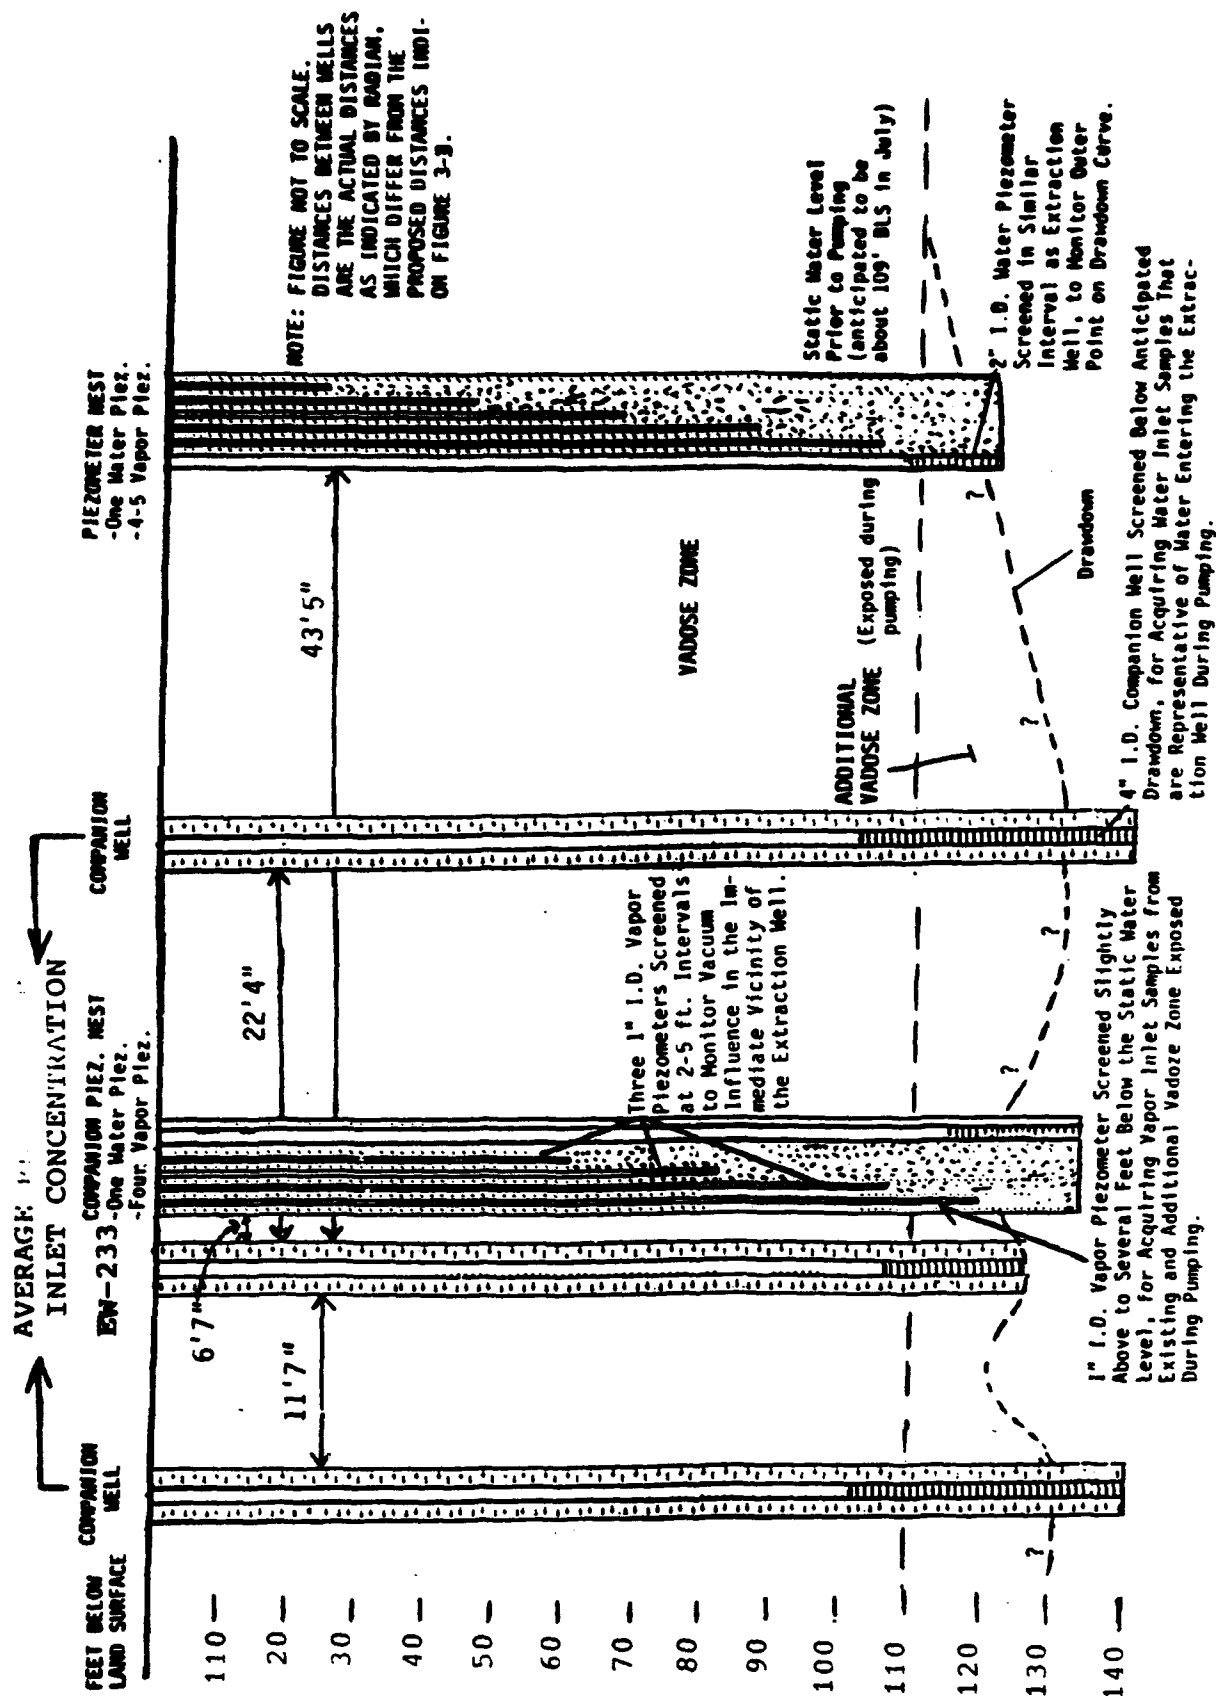 AVERAGE
INLET CONCENTRATION
FEET BELOW
LAND SURFACE
COMPANION
WELL
EW-233
COMPANION PIEZ. NEST
-One Water Piez.
-Four Vapor Piez.
COMPANION
WELL
PIEZOMETER NEST
-One Water Piez.
-4-5 Vapor Piez.
NOTE: FIGURE NOT TO SCALE.
DISTANCES BETWEEN WELLS
ARE THE ACTUAL DISTANCES
AS INDICATED BY RADIAN,
WHICH DIFFER FROM THE
PROPOSED DISTANCES INDI-
ON FIGURE 3-B.
6'7"
11'7"
22'4"
43'5"
110
20
30
40
50
60
70
80
90
100
110
120
130
140
Three 1" I.D. Vapor
Piezometers Screened
at 2-5 ft. Intervals
to Monitor Vacuum
Influence in the Im-
mediate Vicinity of
the Extraction Well.
VADOSE ZONE
ADDITIONAL
VADOSE ZONE
(Exposed during
pumping)
Static Water Level
Prior to Pumping
(anticipated to be
about 109' BLS in July)
2" I.D. Water Piezometer
Screened in Similar
Interval as Extraction
Well, to Monitor Outer
Point on Drawdown Curve.
?
?
?
?
?
Drawdown
1" I.D. Vapor Piezometer Screened Slightly
Above to Several Feet Below the Static Water
Level, for Acquiring Vapor Inlet Samples from
Existing and Additional Vadoze Zone Exposed
During Pumping.
4" I.D. Companion Well Screened Below Anticipated
Drawdown, for Acquiring Water Inlet Samples That
are Representative of Water Entering the Extrac-
tion Well During Pumping.